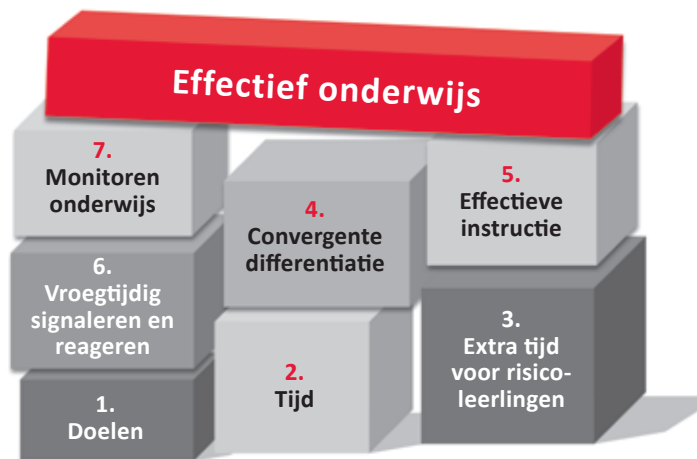 Effectief onderwijs
7.
Monitoren
onderwijs
4.
Convergente
differentiatie
5.
Effectieve
instructie
6.
Vroegtijdig
signaleren en
reageren
3.
Extra tijd
voor risico-
leerlingen
2.
Tijd
1.
Doelen